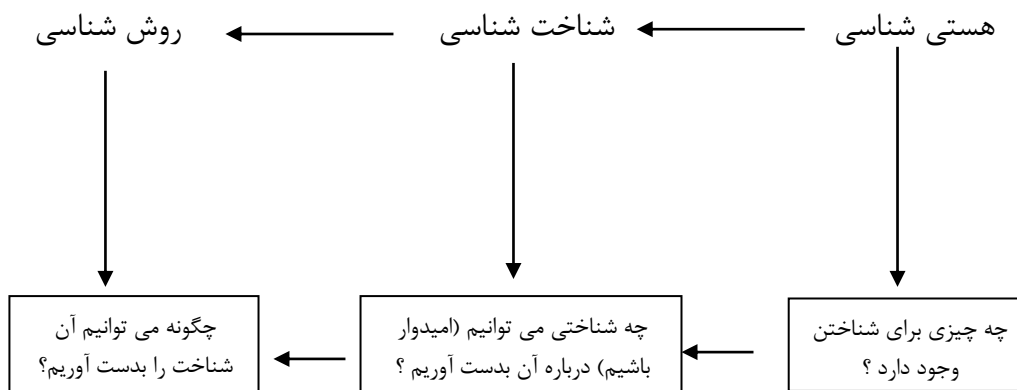 هستی شناسی
شناخت شناسی
روش شناسی
چه چیزی برای شناختن
وجود دارد ؟
چه شناختی می توانیم (امیدوار
باشیم) درباره آن بدست آوریم ؟
چگونه می توانیم آن
شناخت را بدست آوریم؟